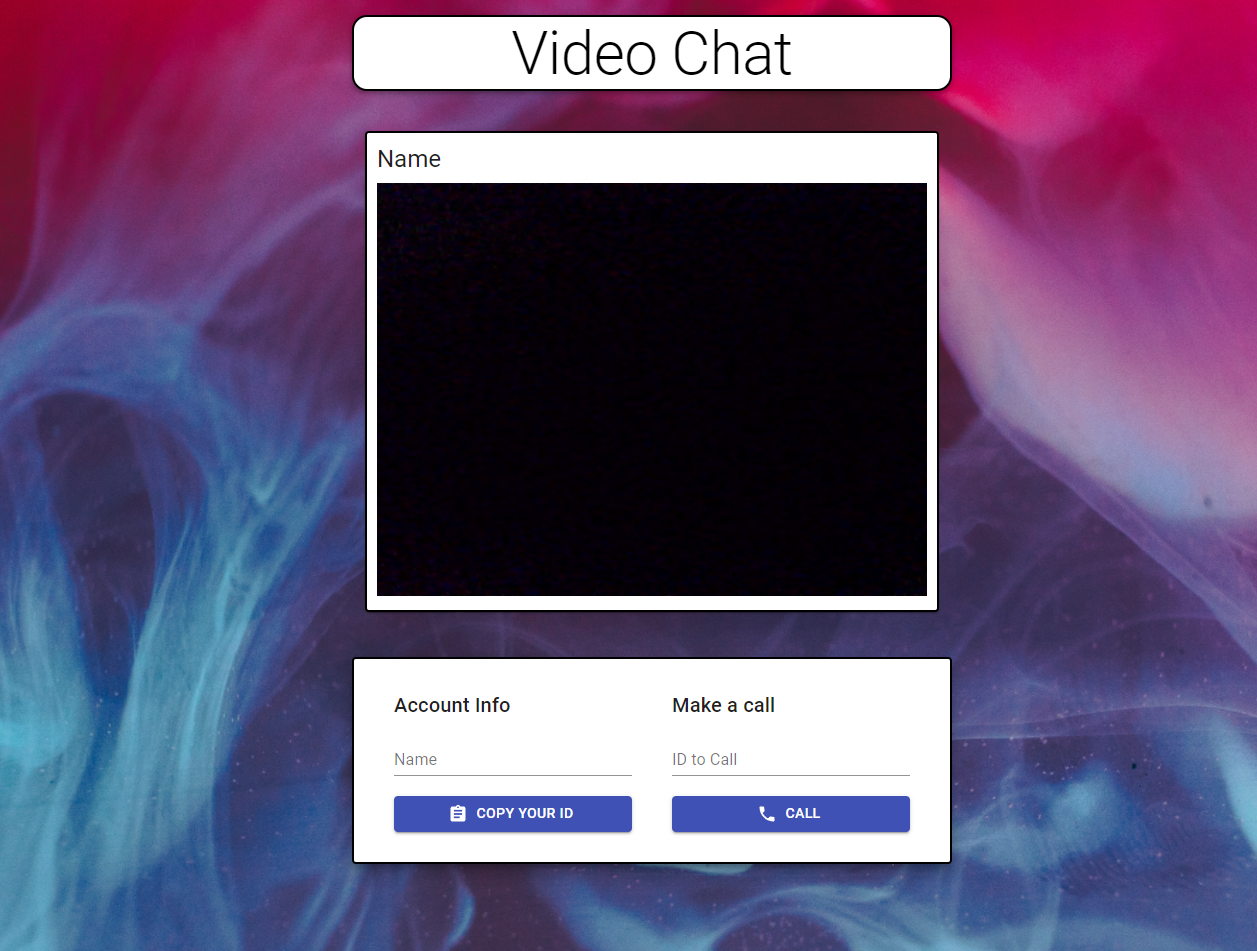 Video Chat
Name
Account Info
Make a call
Name
ID to Call
COPY YOUR ID
CALL